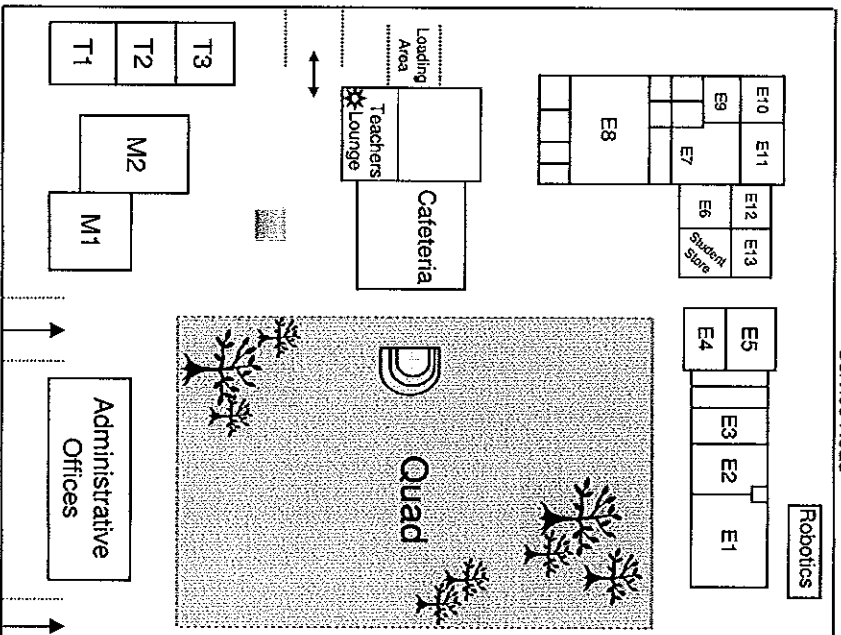 T3
T2
T1
M2
M1
Loading
Area
Teachers
Lounge
Cafeteria
E10
E9
E11
E7
E8
E12
E6
E13
Student
Store
E5
E4
E3
E2
E1
Robotics
Quad
Administrative
Offices